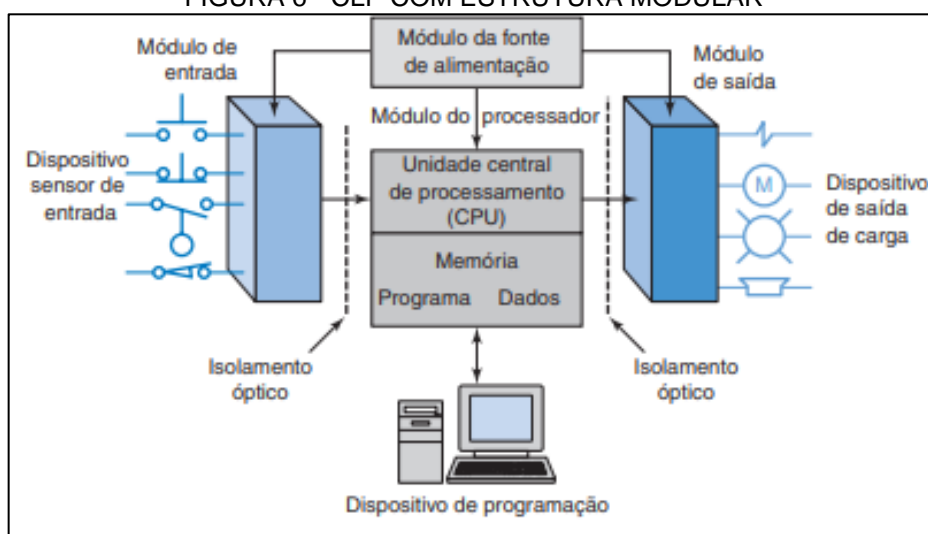 FIGURA 6 - CLP COM ESTRUTURA MODULAR
Módulo de
entrada
Módulo da fonte
de alimentação
Módulo
de saída
Módulo do processador
Dispositivo
sensor de
entrada
Unidade central
de processamento
(CPU)
Dispositivo
de saída
de carga
M
Memória
Programa Dados
Isolamento
óptico
Isolamento
óptico
Dispositivo de programação